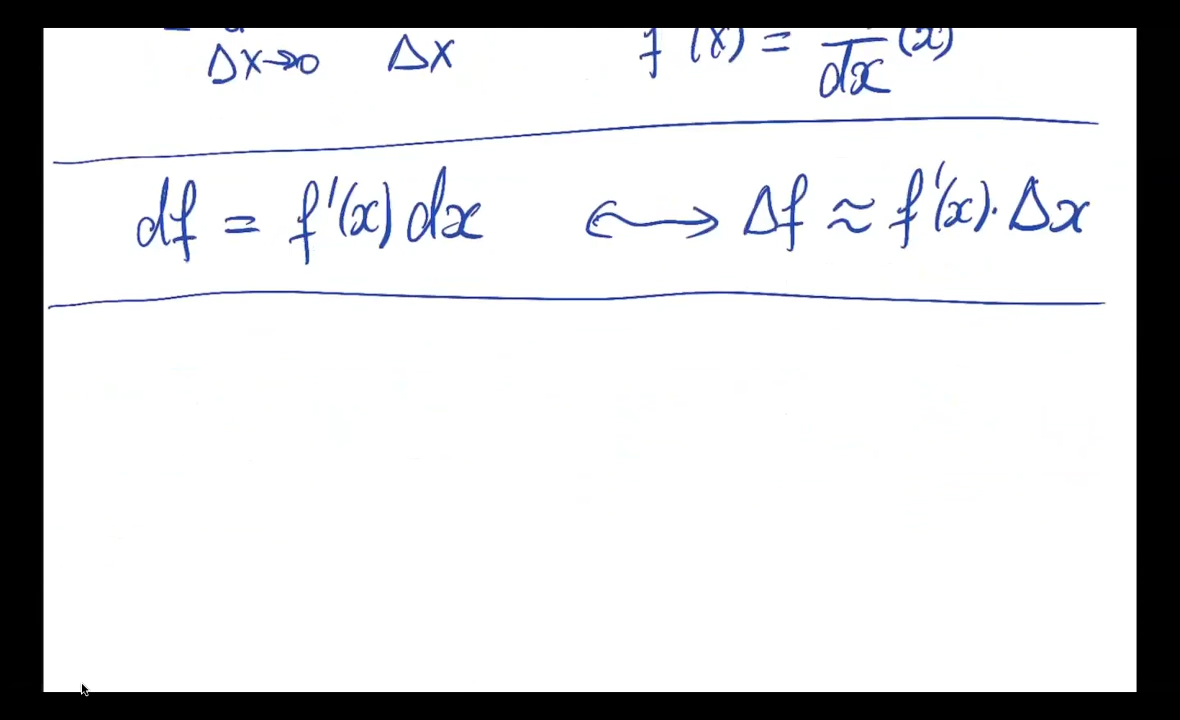 Δx→0 Δx f'(x) = df/dx (x)
df = f'(x) dx ⟷ Δf ≈ f'(x)· Δx